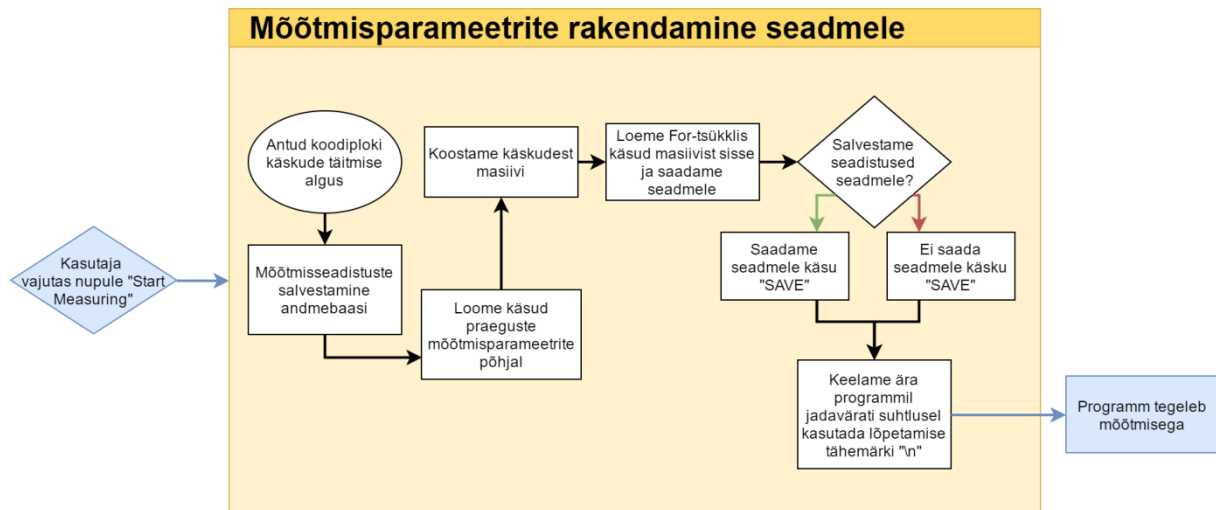 Mõõtmisparameetrite rakendamine seadmele
Kasutaja
vajutas nupule "Start
Measuring"
Antud koodiploki
käskude täitmise
algus
Mõõtmisseadistuste
salvestamine
andmebaasi
Loome käsud
praeguste
mõõtmisparameetrite
põhjal
Koostame käskudest
masiivi
Loeme For-tsükklis
käsud masiivist sisse
ja saadame
seadmele
Salvestame
seadistused
seadmele?
Saadame
seadmele käsu
"SAVE"
Ei saada
seadmele käsku
"SAVE"
Keelame ära
programmil
jadavärati suhtlusel
kasutada lõpetamise
tähemärki "\n"
Programm tegeleb
mõõtmisega